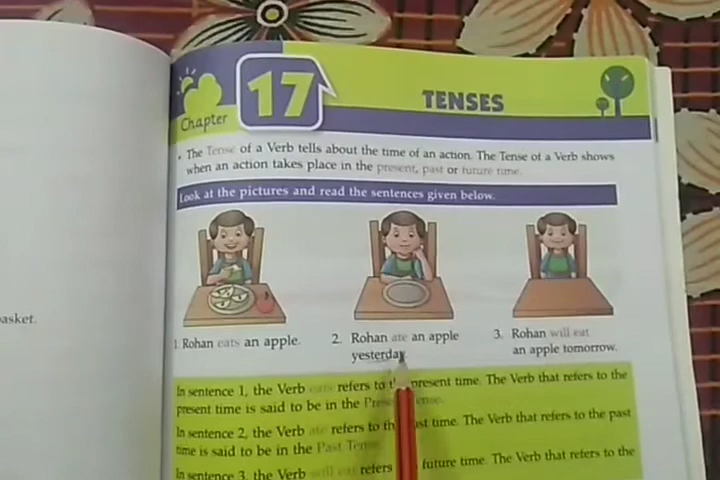 asket.
Chapter 17
TENSES
• The Tense of a Verb tells about the time of an action. The Tense of a Verb shows
when an action takes place in the present, past or future time.
Look at the pictures and read the sentences given below.
1. Rohan eats an apple.
2. Rohan ate an apple
yesterday
3. Rohan will eat
an apple tomorrow.
In sentence 1, the Verb eats refers to present time. The Verb that refers to the
present time is said to be in the Present Tense.
In sentence 2, the Verb ate refers to past time. The Verb that refers to the past
time is said to be in the Past Tense
In sentence 3, the Verb will eat refers future time. The Verb that refers to the